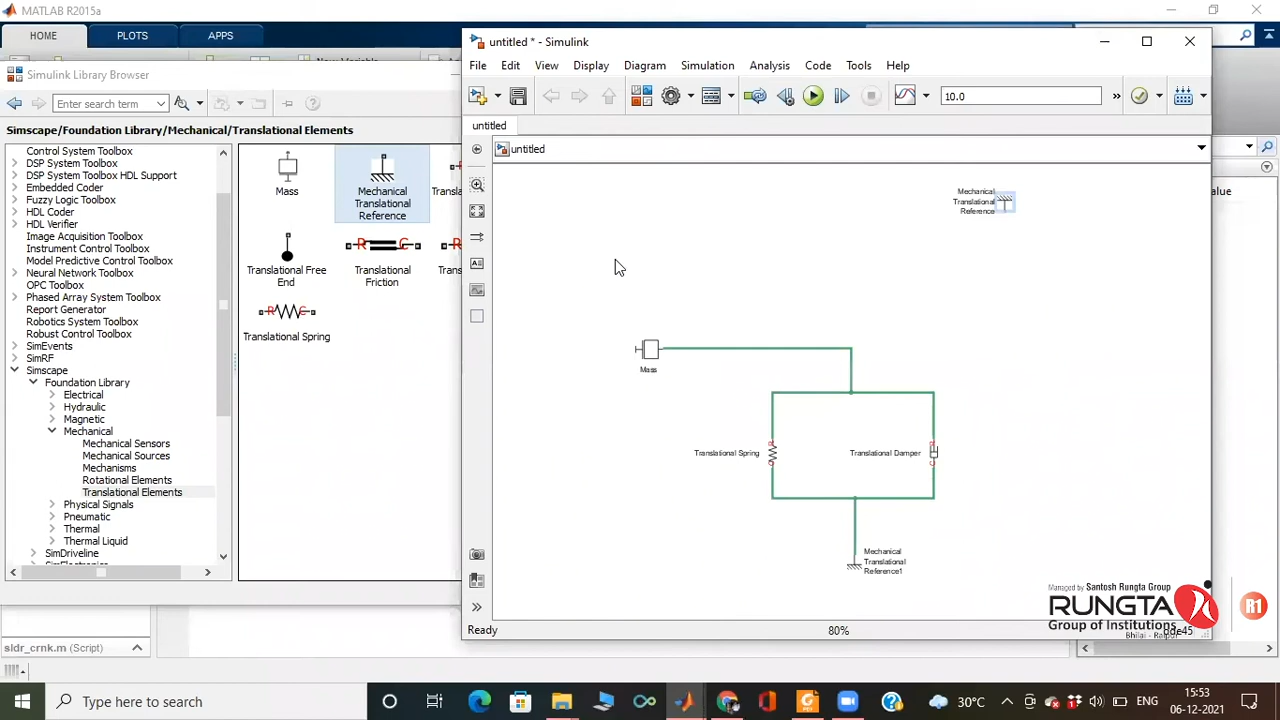 MATLAB R2015a
HOME
PLOTS
APPS
Simulink Library Browser
Enter search term
Simscape/Foundation Library/Mechanical/Translational Elements
Control System Toolbox
DSP System Toolbox
DSP System Toolbox HDL Support
Embedded Coder
Fuzzy Logic Toolbox
HDL Coder
HDL Verifier
Image Acquisition Toolbox
Instrument Control Toolbox
Model Predictive Control Toolbox
Neural Network Toolbox
OPC Toolbox
Phased Array System Toolbox
Report Generator
Robotics System Toolbox
Robust Control Toolbox
SimEvents
SimRF
Simscape
Foundation Library
Electrical
Hydraulic
Magnetic
Mechanical
Mechanical Sensors
Mechanical Sources
Mechanisms
Rotational Elements
Translational Elements
Physical Signals
Pneumatic
Thermal
Thermal Liquid
SimDriveline
Mass
Mechanical
Translational
Reference
R C
Translational Free
End
Translational
Friction
R C
Translational Spring
untitled * - Simulink
File Edit View Display Diagram Simulation Analysis Code Tools Help
10.0
untitled
untitled
Mechanical
Translational
Reference
Mass
Translational Spring
Translational Damper
Mechanical
Translational
Reference1
Ready
80%
ode45
Managed by Santosh Rungta Group
RUNGTA
Group of Institutions
Bhilai - Raipur
R1
sldr_crnk.m (Script)
Type here to search
30°C
ENG
15:53
06-12-2021